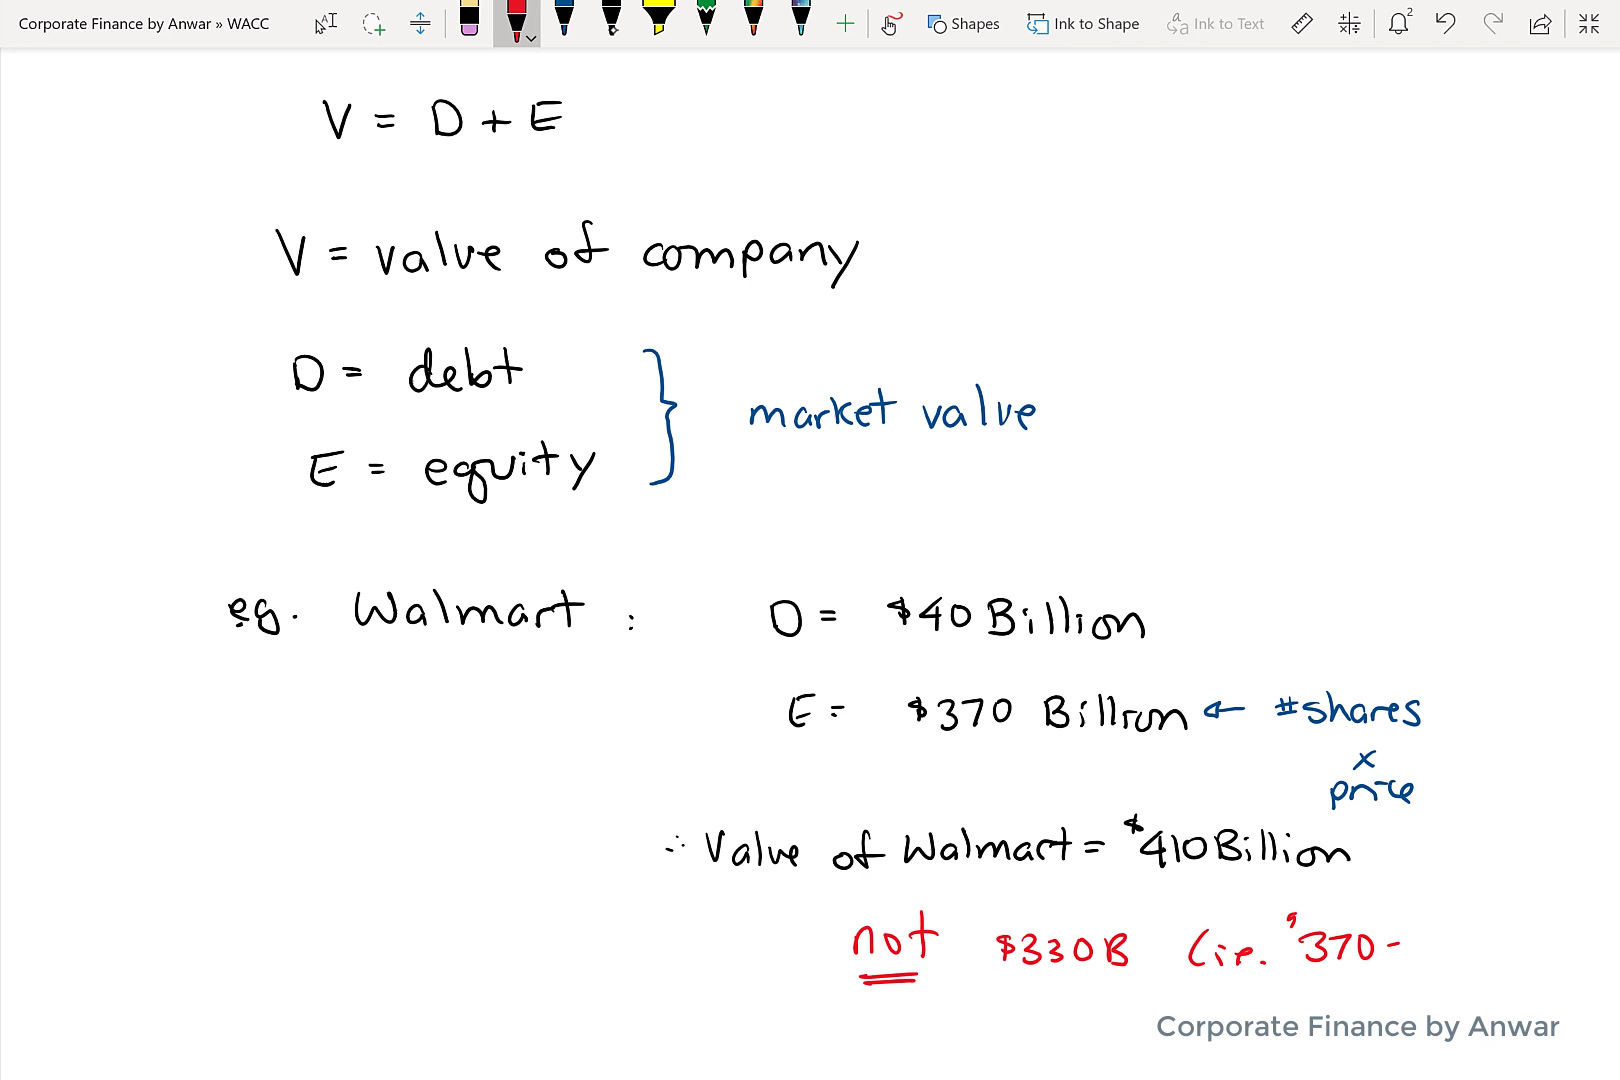 Corporate Finance by Anwar » WACC
Shapes Ink to Shape Ink to Text 2
V = D + E
V = value of company
D = debt
E = equity
market value
eg. Walmart : D = $40 Billion
E = $370 Billion ← #shares
x
price
∴ Value of Walmart = $410 Billion
not $330B (ie. $370 -
Corporate Finance by Anwar